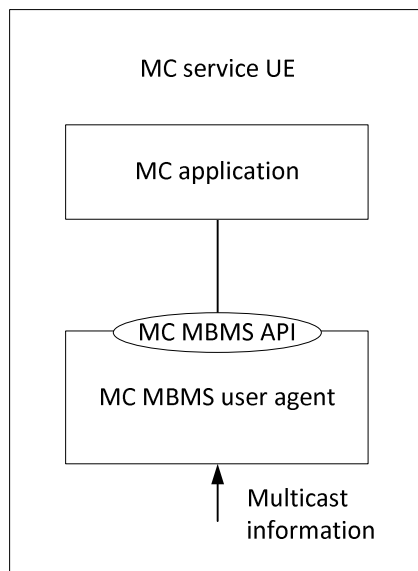 MC service UE
MC application
MC MBMS API
MC MBMS user agent
Multicast
information